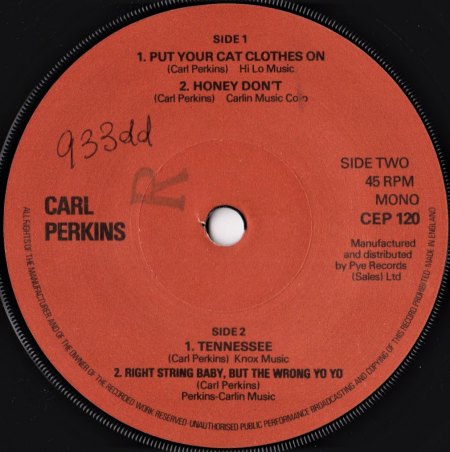 SIDE 1
1. PUT YOUR CAT CLOTHES ON
(Carl Perkins) Hi Lo Music
2. HONEY DON'T
(Carl Perkins) Carlin Music Corp
933dd
R
SIDE TWO
45 RPM
MONO
CEP 120
CARL
PERKINS
Manufactured
and distributed
by Pye Records
(Sales) Ltd
SIDE 2
1. TENNESSEE
(Carl Perkins) Knox Music
2. RIGHT STRING BABY, BUT THE WRONG YO YO
(Carl Perkins)
Perkins-Carlin Music
ALL RIGHTS OF THE MANUFACTURER AND OF THE OWNER OF THE RECORDED WORK RESERVED·UNAUTHORISED PUBLIC PERFORMANCE BROADCASTING AND COPYING OF THIS RECORD PROHIBITED·MADE IN ENGLAND